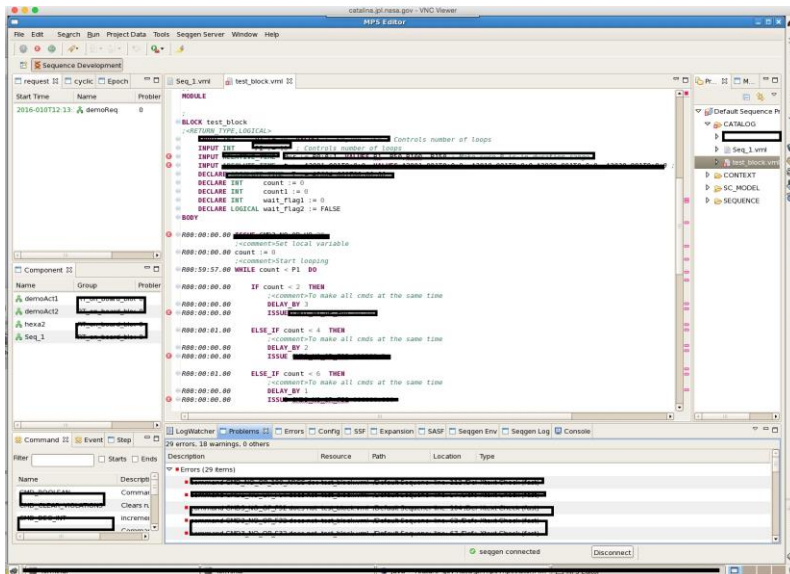 catalina.jpl.nasa.gov - VNC Viewer
MPS Editor
File Edit Search Run Project Data Tools Seqgen Server Window Help
Sequence Development
request cyclic Epoch
Start Time Name Probler
2016-010T12:13: demoReq 0
Component
Name Group Probler
demoAct1
demoAct2
hexa2
Seq_1
Command Event Step
Filter Starts Ends
Name Descripti
Commar
Clears n
incremen
Seq_1.vml test_block.vml
MODULE
;
BLOCK test_block
;<RETURN_TYPE,LOGICAL>
Controls number of loops
INPUT INT ; Controls number of loops
INPUT
INPUT
DECLARE
DECLARE INT count := 0
DECLARE INT count1 := 0
DECLARE INT wait_flag1 := 0
DECLARE LOGICAL wait_flag2 := FALSE
BODY
R00:00:00.00
;<comment>Set local variable
R00:00:00.00 count := 0
;<comment>Start looping
R00:59:57.00 WHILE count < P1 DO
R00:00:00.00 IF count < 2 THEN
;<comment>To make all cmds at the same time
R00:00:00.00 DELAY_BY 3
R00:00:00.00 ISSUE
R00:00:01.00 ELSE_IF count < 4 THEN
;<comment>To make all cmds at the same time
R00:00:00.00 DELAY_BY 2
R00:00:00.00 ISSUE
R00:00:01.00 ELSE_IF count < 6 THEN
;<comment>To make all cmds at the same time
R00:00:00.00 DELAY_BY 1
R00:00:00.00 ISSUE
LogWatcher Problems Errors Config SSF Expansion SASF Seqgen Env Seqgen Log Console
29 errors, 18 warnings, 0 others
Description Resource Path Location Type
Errors (29 items)
Pr... M...
Default Sequence Pr
CATALOG
Seq_1.vml
test_block.vml
CONTEXT
SC_MODEL
SEQUENCE
seqgen connected Disconnect